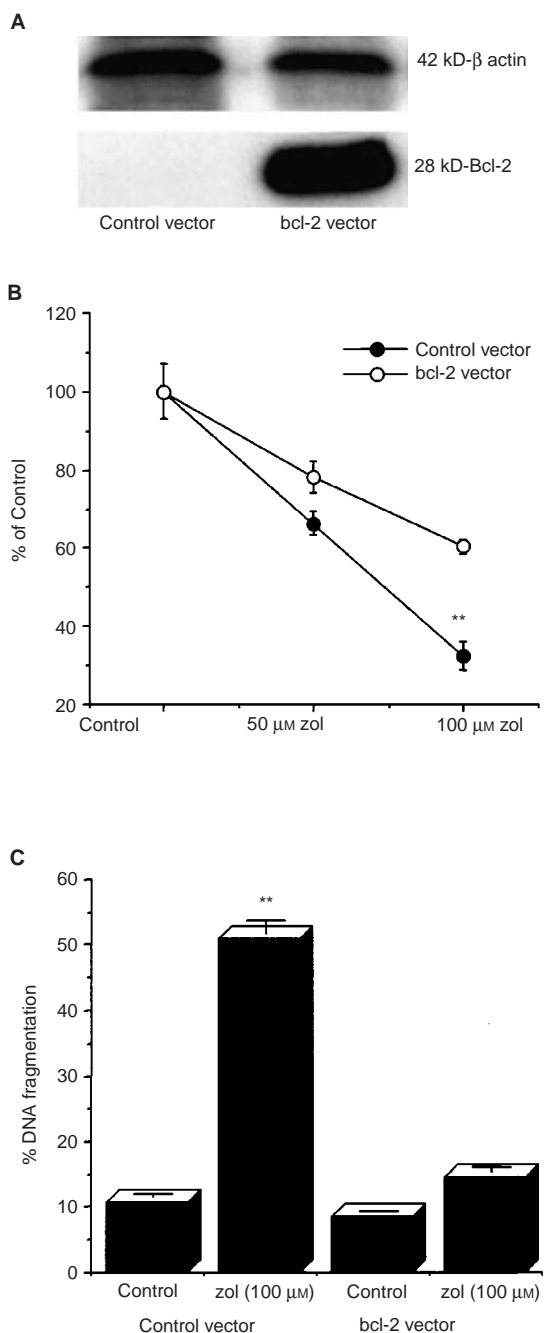 A
42 kD-β actin
28 kD-Bcl-2
Control vector bcl-2 vector
B
120
100
80
60
40
20
% of Control
Control vector
bcl-2 vector
**
Control 50 μM zol 100 μM zol
C
60
50
40
30
20
10
0
% DNA fragmentation
**
Control zol (100 μM) Control zol (100 μM)
Control vector bcl-2 vector